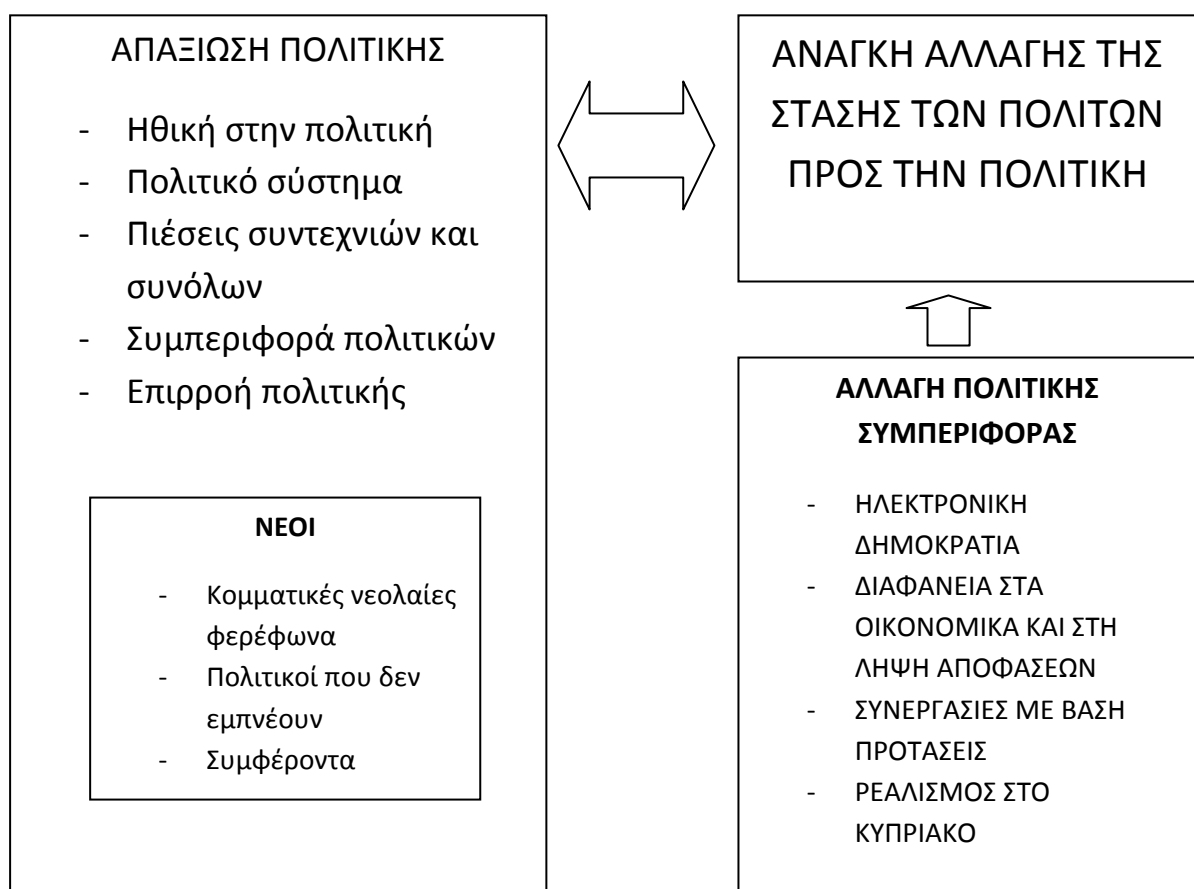 ΑΠΑΞΙΩΣΗ ΠΟΛΙΤΙΚΗΣ
- Ηθική στην πολιτική
- Πολιτικό σύστημα
- Πιέσεις συντεχνιών και
συνόλων
- Συμπεριφορά πολιτικών
- Επιρροή πολιτικής
ΝΕΟΙ
- Κομματικές νεολαίες
φερέφωνα
- Πολιτικοί που δεν
εμπνέουν
- Συμφέροντα
ΑΝΑΓΚΗ ΑΛΛΑΓΗΣ ΤΗΣ
ΣΤΑΣΗΣ ΤΩΝ ΠΟΛΙΤΩΝ
ΠΡΟΣ ΤΗΝ ΠΟΛΙΤΙΚΗ
ΑΛΛΑΓΗ ΠΟΛΙΤΙΚΗΣ
ΣΥΜΠΕΡΙΦΟΡΑΣ
- ΗΛΕΚΤΡΟΝΙΚΗ
ΔΗΜΟΚΡΑΤΙΑ
- ΔΙΑΦΑΝΕΙΑ ΣΤΑ
ΟΙΚΟΝΟΜΙΚΑ ΚΑΙ ΣΤΗ
ΛΗΨΗ ΑΠΟΦΑΣΕΩΝ
- ΣΥΝΕΡΓΑΣΙΕΣ ΜΕ ΒΑΣΗ
ΠΡΟΤΑΣΕΙΣ
- ΡΕΑΛΙΣΜΟΣ ΣΤΟ
ΚΥΠΡΙΑΚΟ